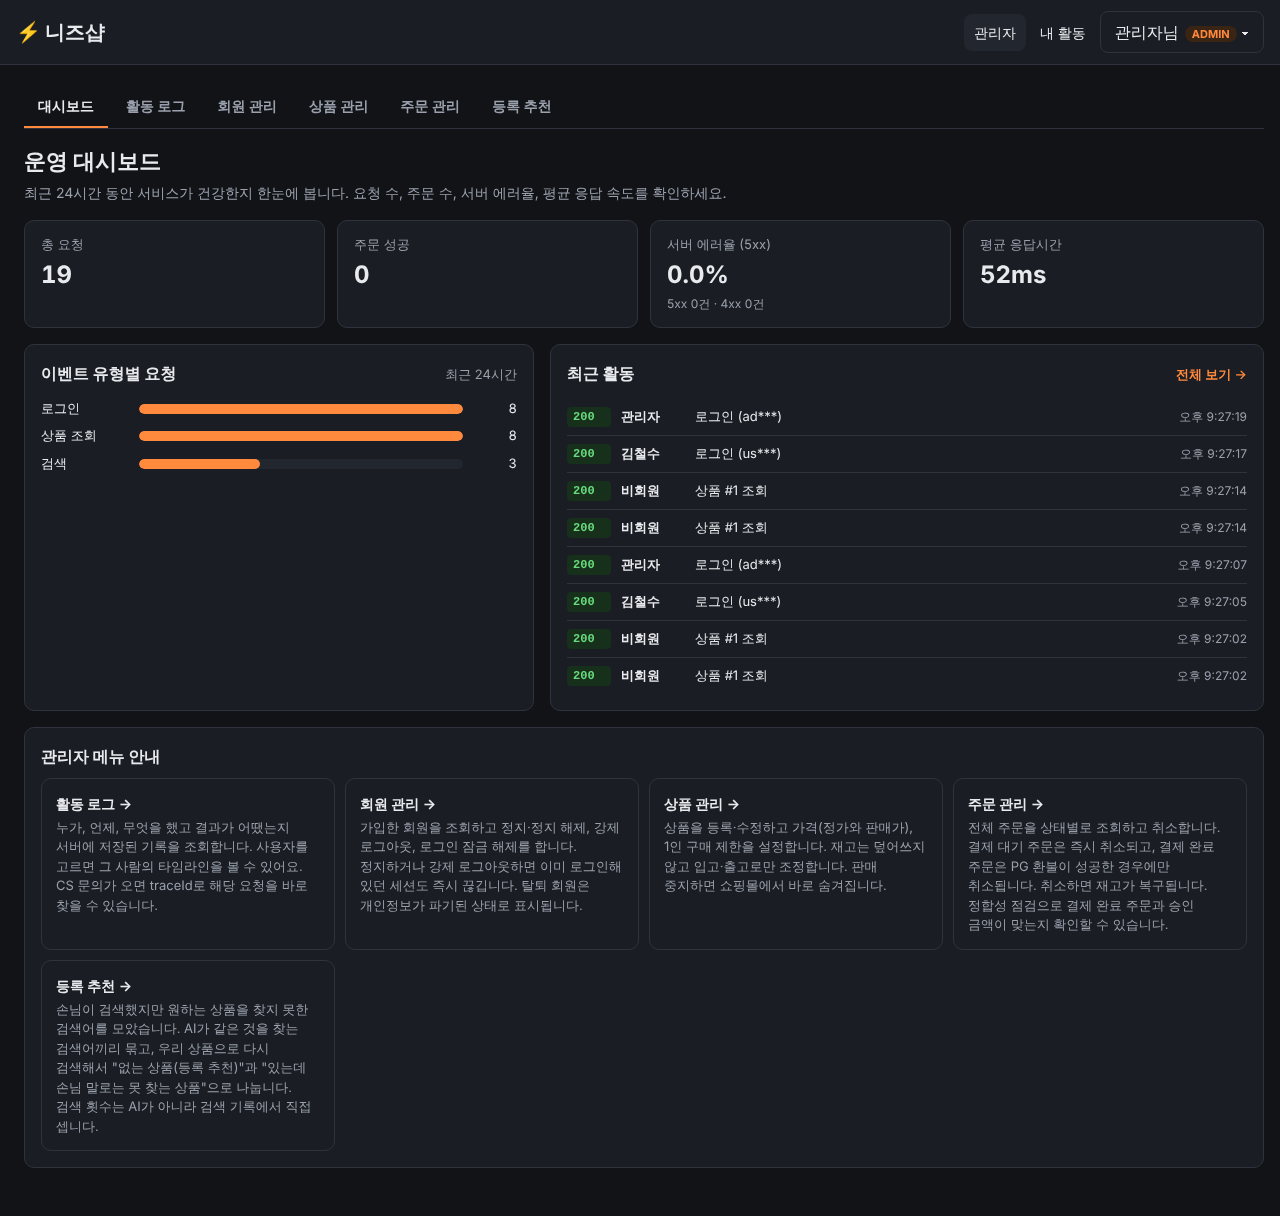 ⚡ 니즈샵
관리자
내 활동
관리자님 ADMIN
대시보드
활동 로그
회원 관리
상품 관리
주문 관리
등록 추천
운영 대시보드
최근 24시간 동안 서비스가 건강한지 한눈에 봅니다. 요청 수, 주문 수, 서버 에러율, 평균 응답 속도를 확인하세요.
총 요청
19
주문 성공
0
서버 에러율 (5xx)
0.0%
5xx 0건 · 4xx 0건
평균 응답시간
52ms
이벤트 유형별 요청
최근 24시간
로그인 8
상품 조회 8
검색 3
최근 활동
전체 보기 →
200 관리자 로그인 (ad***) 오후 9:27:19
200 김철수 로그인 (us***) 오후 9:27:17
200 비회원 상품 #1 조회 오후 9:27:14
200 비회원 상품 #1 조회 오후 9:27:14
200 관리자 로그인 (ad***) 오후 9:27:07
200 김철수 로그인 (us***) 오후 9:27:05
200 비회원 상품 #1 조회 오후 9:27:02
200 비회원 상품 #1 조회 오후 9:27:02
관리자 메뉴 안내
활동 로그 →
누가, 언제, 무엇을 했고 결과가 어땠는지
서버에 저장된 기록을 조회합니다. 사용자를
고르면 그 사람의 타임라인을 볼 수 있어요.
CS 문의가 오면 traceId로 해당 요청을 바로
찾을 수 있습니다.
회원 관리 →
가입한 회원을 조회하고 정지·정지 해제, 강제
로그아웃, 로그인 잠금 해제를 합니다.
정지하거나 강제 로그아웃하면 이미 로그인해
있던 세션도 즉시 끊깁니다. 탈퇴 회원은
개인정보가 파기된 상태로 표시됩니다.
상품 관리 →
상품을 등록·수정하고 가격(정가와 판매가),
1인 구매 제한을 설정합니다. 재고는 덮어쓰지
않고 입고·출고로만 조정합니다. 판매
중지하면 쇼핑몰에서 바로 숨겨집니다.
주문 관리 →
전체 주문을 상태별로 조회하고 취소합니다.
결제 대기 주문은 즉시 취소되고, 결제 완료
주문은 PG 환불이 성공한 경우에만
취소됩니다. 취소하면 재고가 복구됩니다.
정합성 점검으로 결제 완료 주문과 승인
금액이 맞는지 확인할 수 있습니다.
등록 추천 →
손님이 검색했지만 원하는 상품을 찾지 못한
검색어를 모았습니다. AI가 같은 것을 찾는
검색어끼리 묶고, 우리 상품으로 다시
검색해서 "없는 상품(등록 추천)"과 "있는데
손님 말로는 못 찾는 상품"으로 나눕니다.
검색 횟수는 AI가 아니라 검색 기록에서 직접
셉니다.